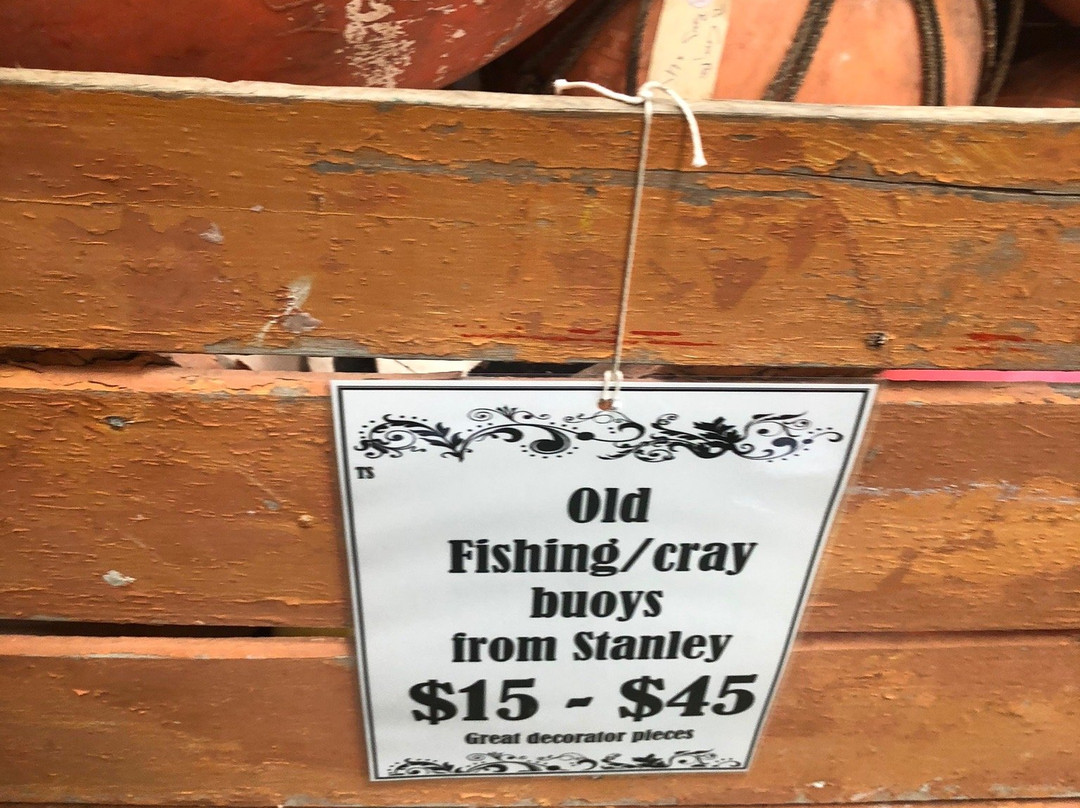 TS
Old
Fishing/cray
buoys
from Stanley
$15 - $45
Great decorator pieces